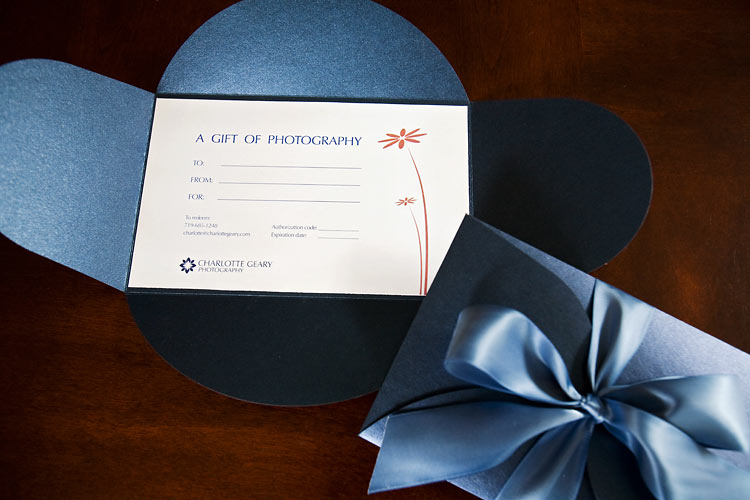 A GIFT OF PHOTOGRAPHY
TO:
FROM:
FOR:
To redeem:
719-685-1248
charlotte@charlottegeary.com
Authorization code:
Expiration date:
CHARLOTTE GEARY
PHOTOGRAPHY